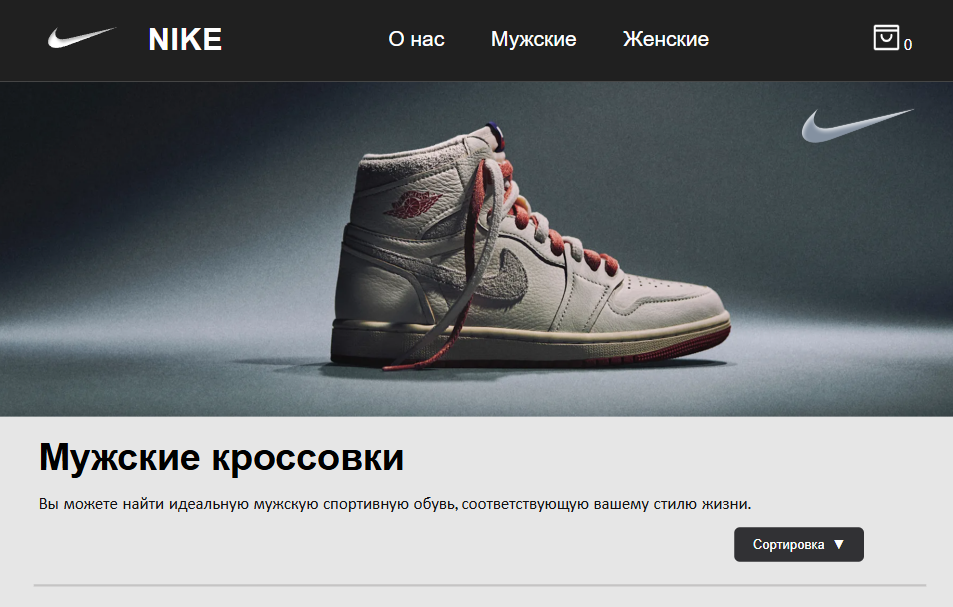 NIKE
О нас Мужские Женские
0
Мужские кроссовки
Вы можете найти идеальную мужскую спортивную обувь, соответствующую вашему стилю жизни.
Сортировка ▼